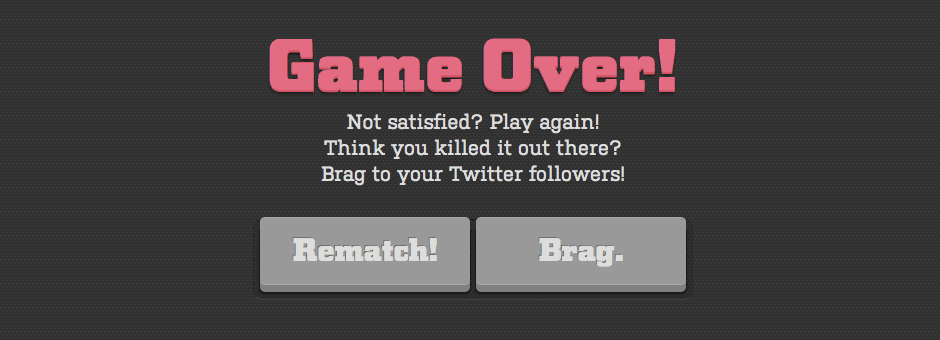 Game Over!
Not satisfied? Play again!
Think you killed it out there?
Brag to your Twitter followers!
Rematch!
Brag.